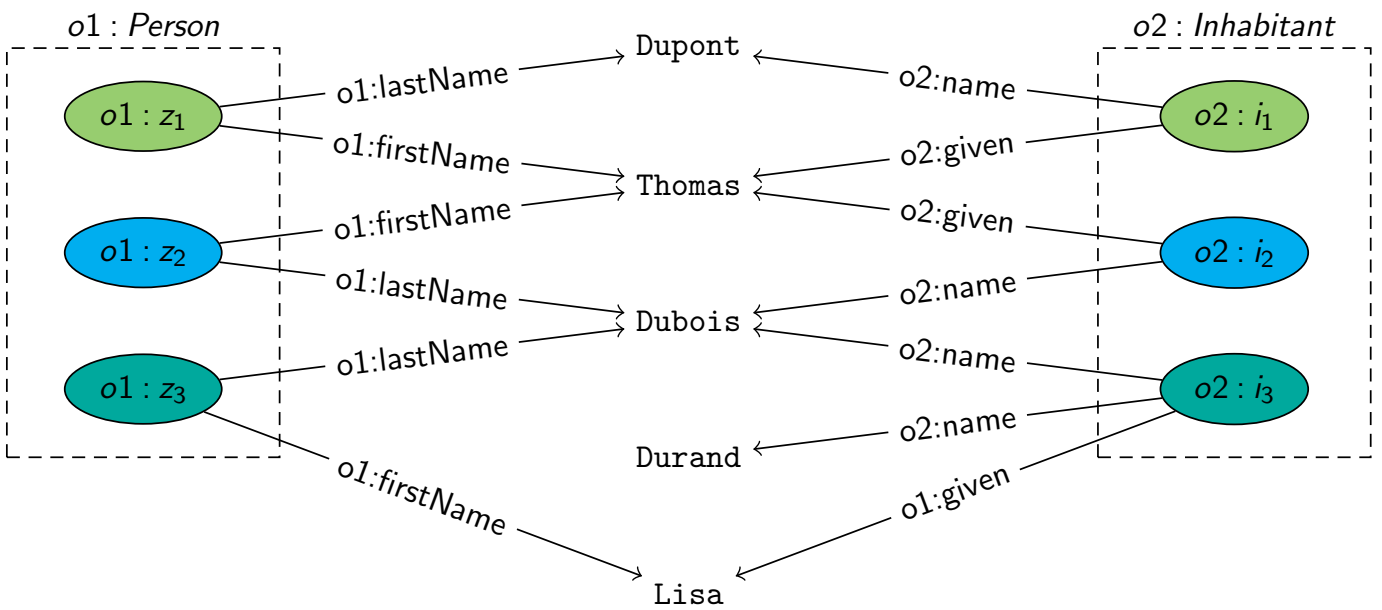 o1 : Person
o2 : Inhabitant
Dupont
o1:lastName
o2:name
o1 : z₁
o2 : i₁
o1:firstName
o2:given
Thomas
o1:firstName
o2:given
o1 : z₂
o2 : i₂
o1:lastName
o2:name
Dubois
o1:lastName
o2:name
o1 : z₃
o2 : i₃
o2:name
Durand
o1:firstName
o1:given
Lisa